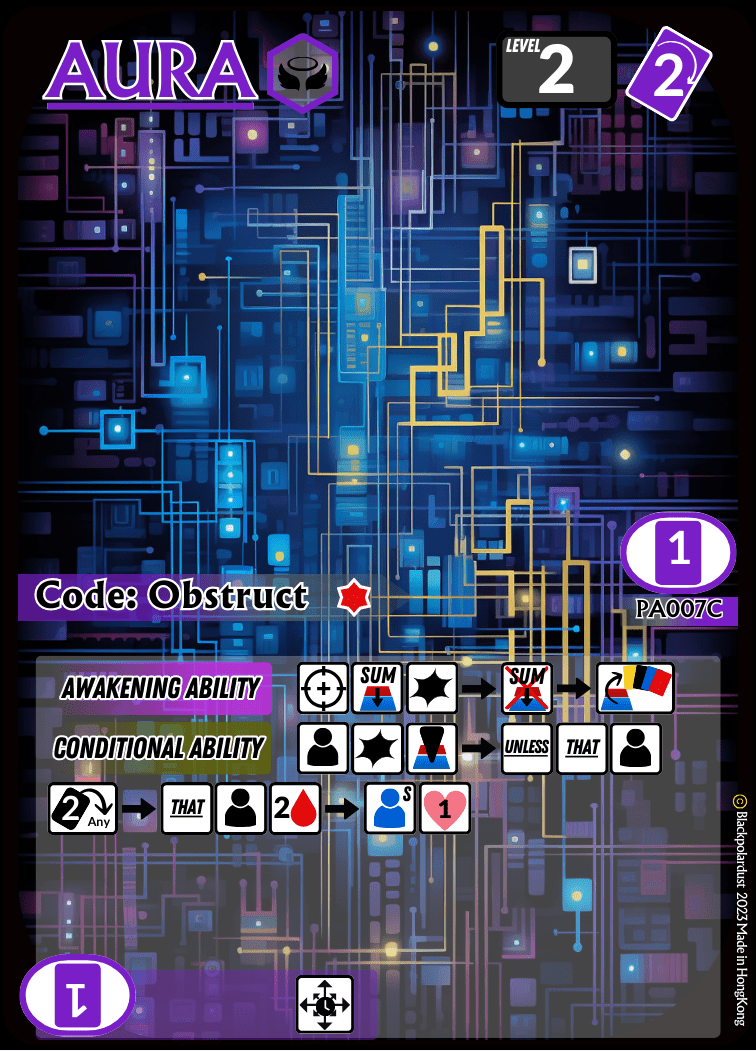 AURA
LEVEL 2
2
1
Code: Obstruct
PA007C
AWAKENING ABILITY SUM SUM
CONDITIONAL ABILITY UNLESS THAT
2 Any THAT 2 S 1
© Blackpolardust 2023 Made in HongKong
1